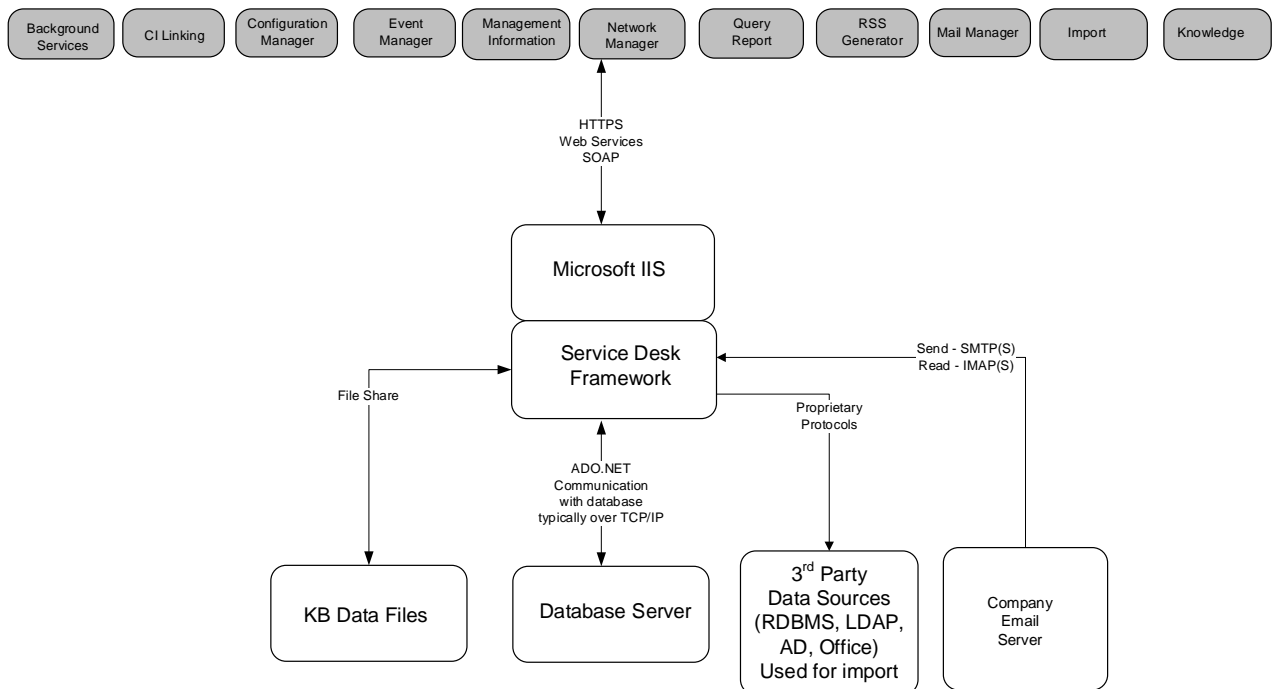 Background
Services
CI Linking
Configuration
Manager
Event
Manager
Management
Information
Network
Manager
Query
Report
RSS
Generator
Mail Manager
Import
Knowledge
HTTPS
Web Services
SOAP
Microsoft IIS
Service Desk
Framework
Send - SMTP(S)
Read - IMAP(S)
File Share
Proprietary
Protocols
ADO.NET
Communication
with database
typically over TCP/IP
KB Data Files
Database Server
3rd Party
Data Sources
(RDBMS, LDAP,
AD, Office)
Used for import
Company
Email
Server